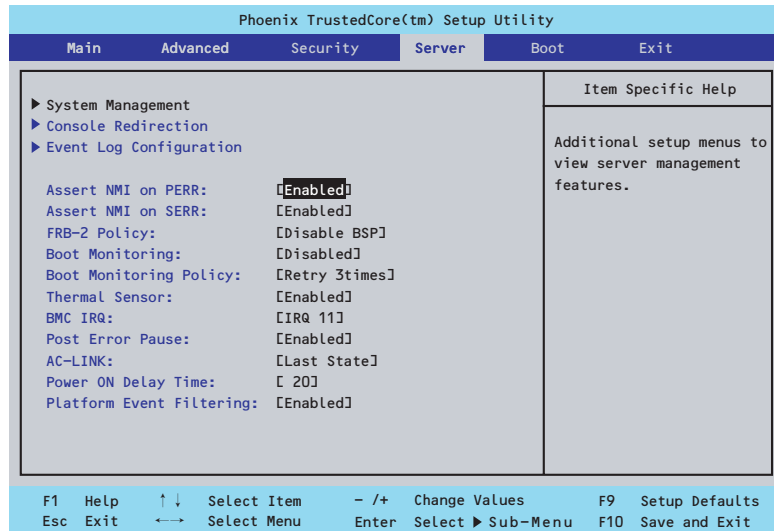 Phoenix TrustedCore(tm) Setup Utility
Main Advanced Security Server Boot Exit
▶ System Management
▶ Console Redirection
▶ Event Log Configuration
Assert NMI on PERR: [Enabled]
Assert NMI on SERR: [Enabled]
FRB-2 Policy: [Disable BSP]
Boot Monitoring: [Disabled]
Boot Monitoring Policy: [Retry 3times]
Thermal Sensor: [Enabled]
BMC IRQ: [IRQ 11]
Post Error Pause: [Enabled]
AC-LINK: [Last State]
Power ON Delay Time: [ 20]
Platform Event Filtering: [Enabled]
Item Specific Help
Additional setup menus to
view server management
features.
F1 Help ↑↓ Select Item - /+ Change Values F9 Setup Defaults
Esc Exit ←→ Select Menu Enter Select ▶ Sub-Menu F10 Save and Exit